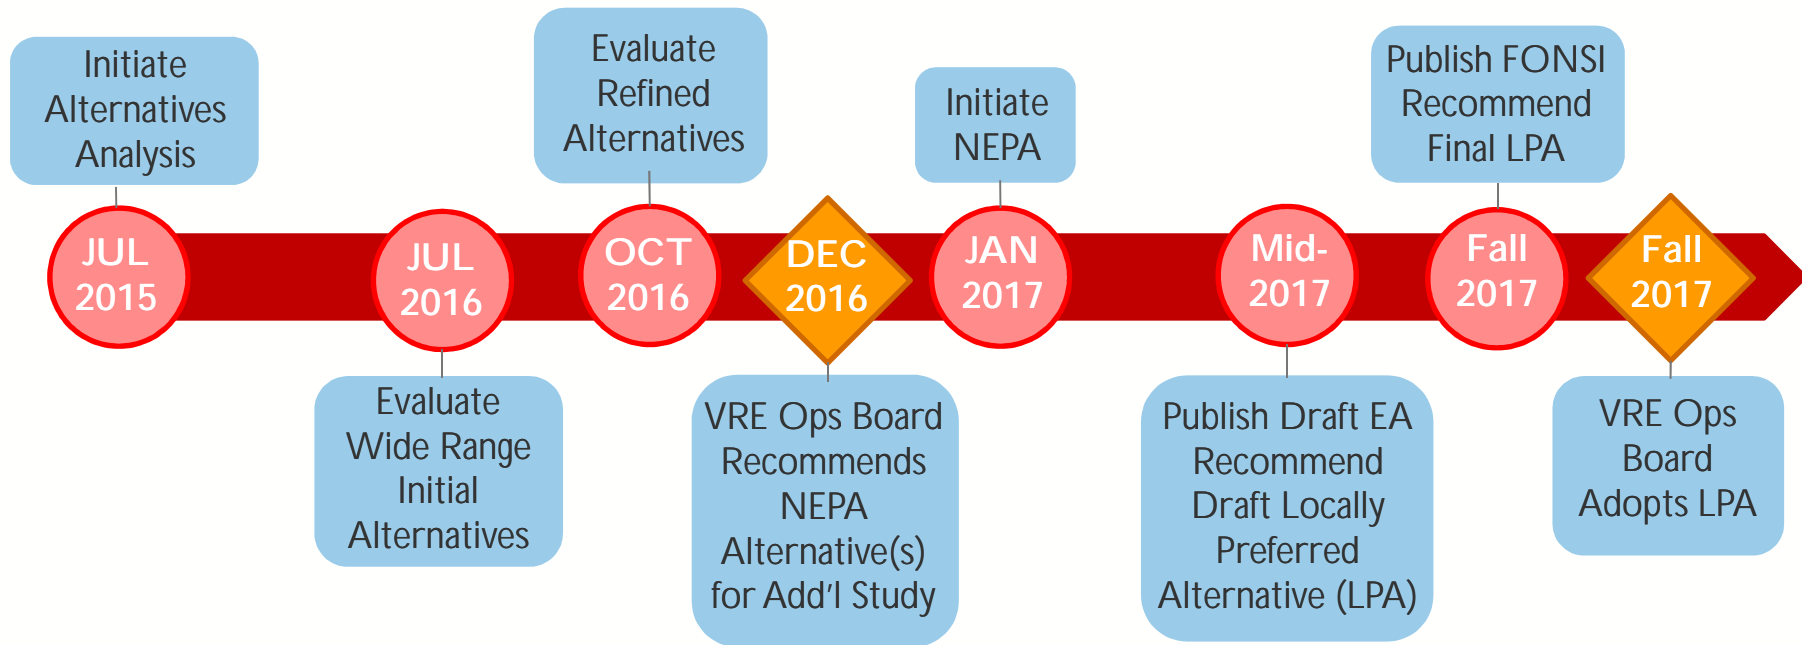 Initiate
Alternatives
Analysis
JUL
2015
JUL
2016
Evaluate
Wide Range
Initial
Alternatives
Evaluate
Refined
Alternatives
OCT
2016
DEC
2016
VRE Ops Board
Recommends
NEPA
Alternative(s)
for Add'l Study
Initiate
NEPA
JAN
2017
Mid-
2017
Publish Draft EA
Recommend
Draft Locally
Preferred
Alternative (LPA)
Publish FONSI
Recommend
Final LPA
Fall
2017
Fall
2017
VRE Ops
Board
Adopts LPA